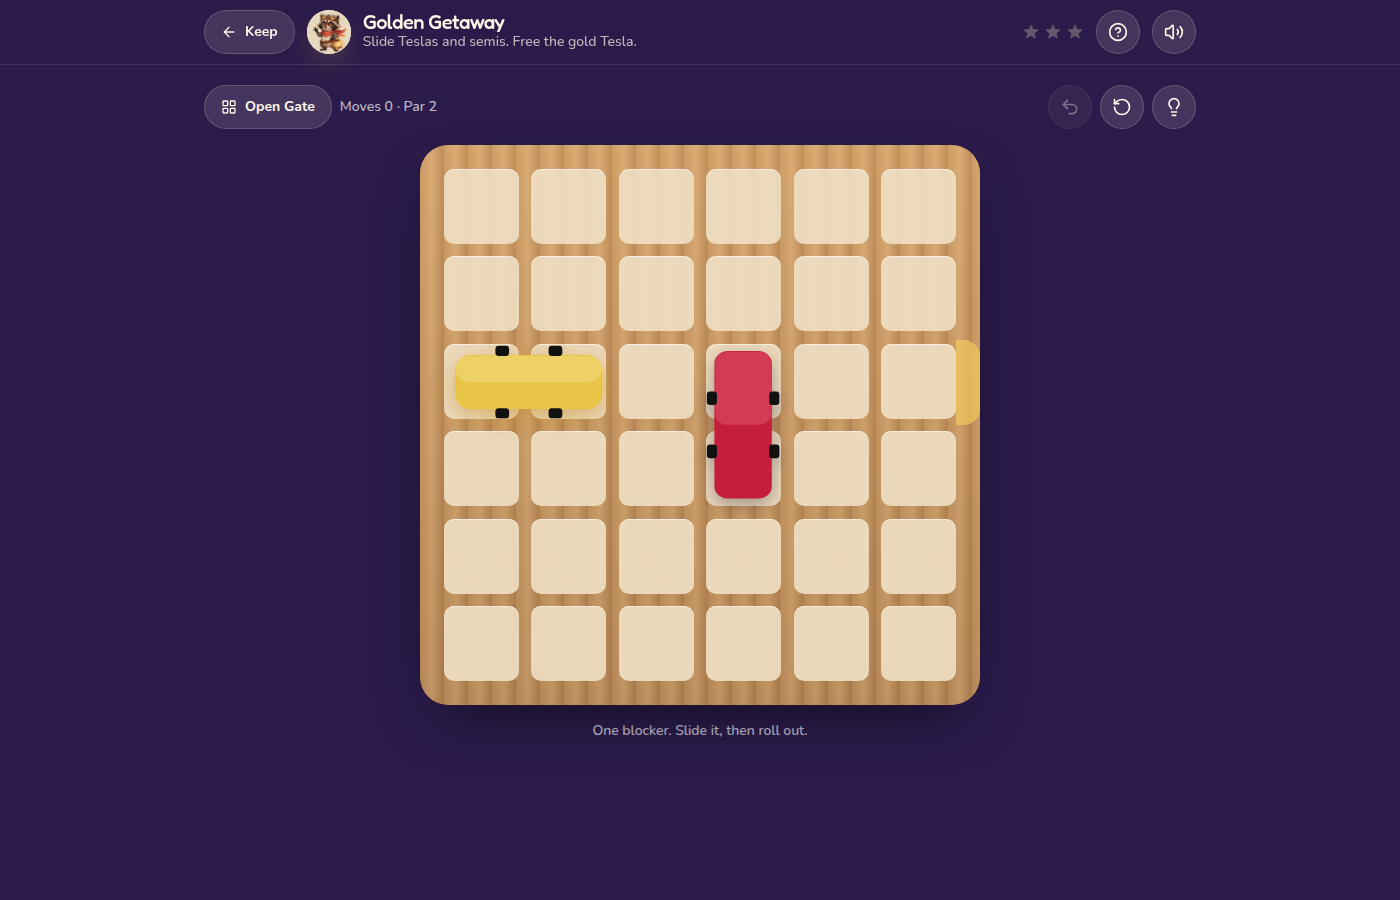 Keep
Golden Getaway
Slide Teslas and semis. Free the gold Tesla.
Open Gate
Moves 0 · Par 2
One blocker. Slide it, then roll out.